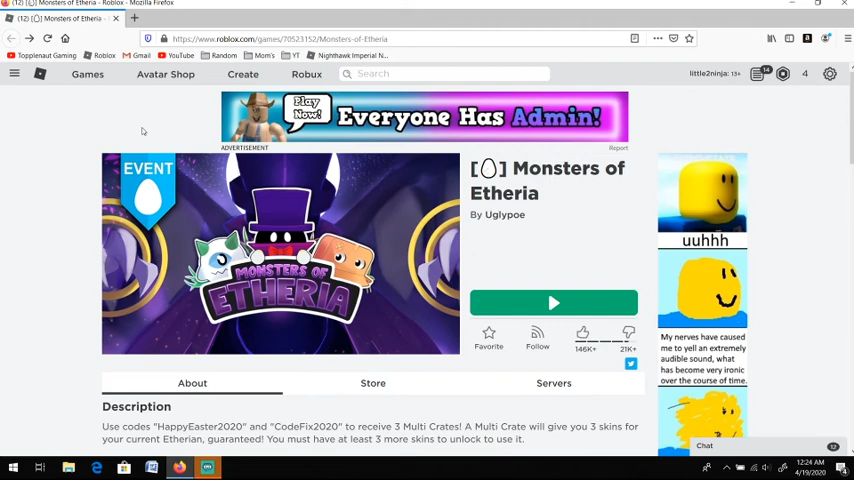 (12) [🥚] Monsters of Etheria - Roblox - Mozilla Firefox
(12) [🥚] Monsters of Etheria -
https://www.roblox.com/games/70523152/Monsters-of-Etheria
Topplenaut Gaming Roblox Gmail YouTube Random Mom's YT Nighthawk Imperial N...
Games Avatar Shop Create Robux Search little2ninja: 13+ 14 4
Play Now!
Everyone Has Admin!
ADVERTISEMENT Report
EVENT
MONSTERS OF
ETHERIA
[🥚] Monsters of
Etheria
By Uglypoe
Favorite Follow 146K+ 21K+
uuhhh
My nerves have caused
me to yell an extremely
audible sound, what
has become very ironic
over the course of time.
About Store Servers
Description
Use codes "HappyEaster2020" and "CodeFix2020" to receive 3 Multi Crates! A Multi Crate will give you 3 skins for
your current Etherian, guaranteed! You must have at least 3 more skins to unlock to use it.
Chat 12
12:24 AM
4/19/2020